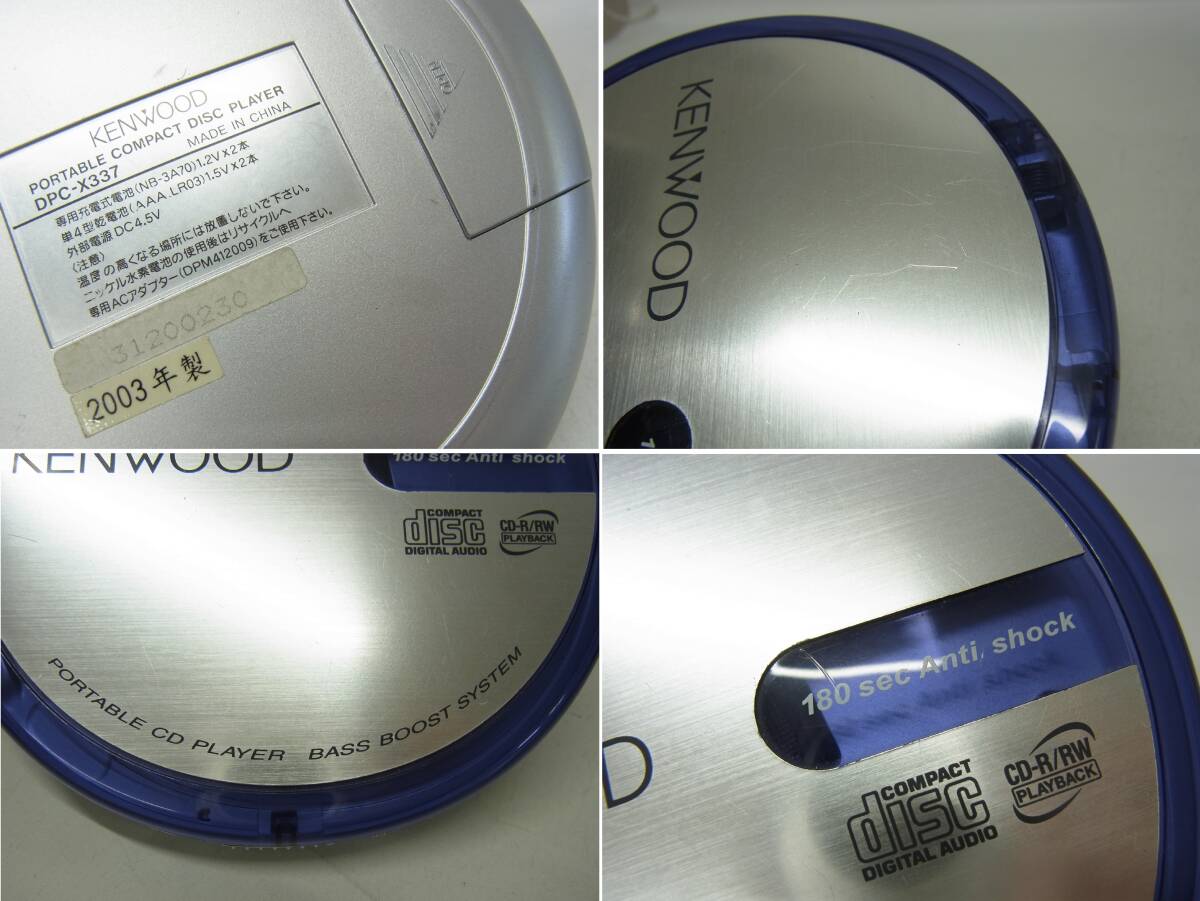 KENWOOD
PORTABLE COMPACT DISC PLAYER
DPC-X337 MADE IN CHINA
専用充電式電池(NB-3A70)1.2V×2本
単4型乾電池(AAA,LR03)1.5V×2本
外部電源 DC4.5V
〈注意〉
温度の高くなる場所には放置しないで下さい。
ニッケル水素電池の使用後はリサイクルへ
専用ACアダプター(DPM412009)をご使用下さい。
31200230
2003年製
OPEN
KENWOOD
1
KENWOOD
180 sec Anti shock
COMPACT
disc
DIGITAL AUDIO
CD-R/RW
PLAYBACK
PORTABLE CD PLAYER BASS BOOST SYSTEM
180 sec Anti shock
D
COMPACT
disc
DIGITAL AUDIO
CD-R/RW
PLAYBACK